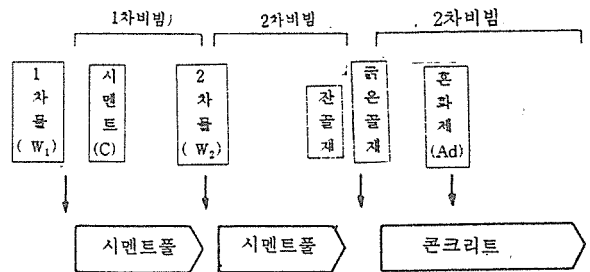 1차비빔
2차비빔
2차비빔
1차물(W₁)
시멘트(C)
2차물(W₂)
잔골재
굵은골재
혼화제(Ad)
시멘트풀
시멘트풀
콘크리트